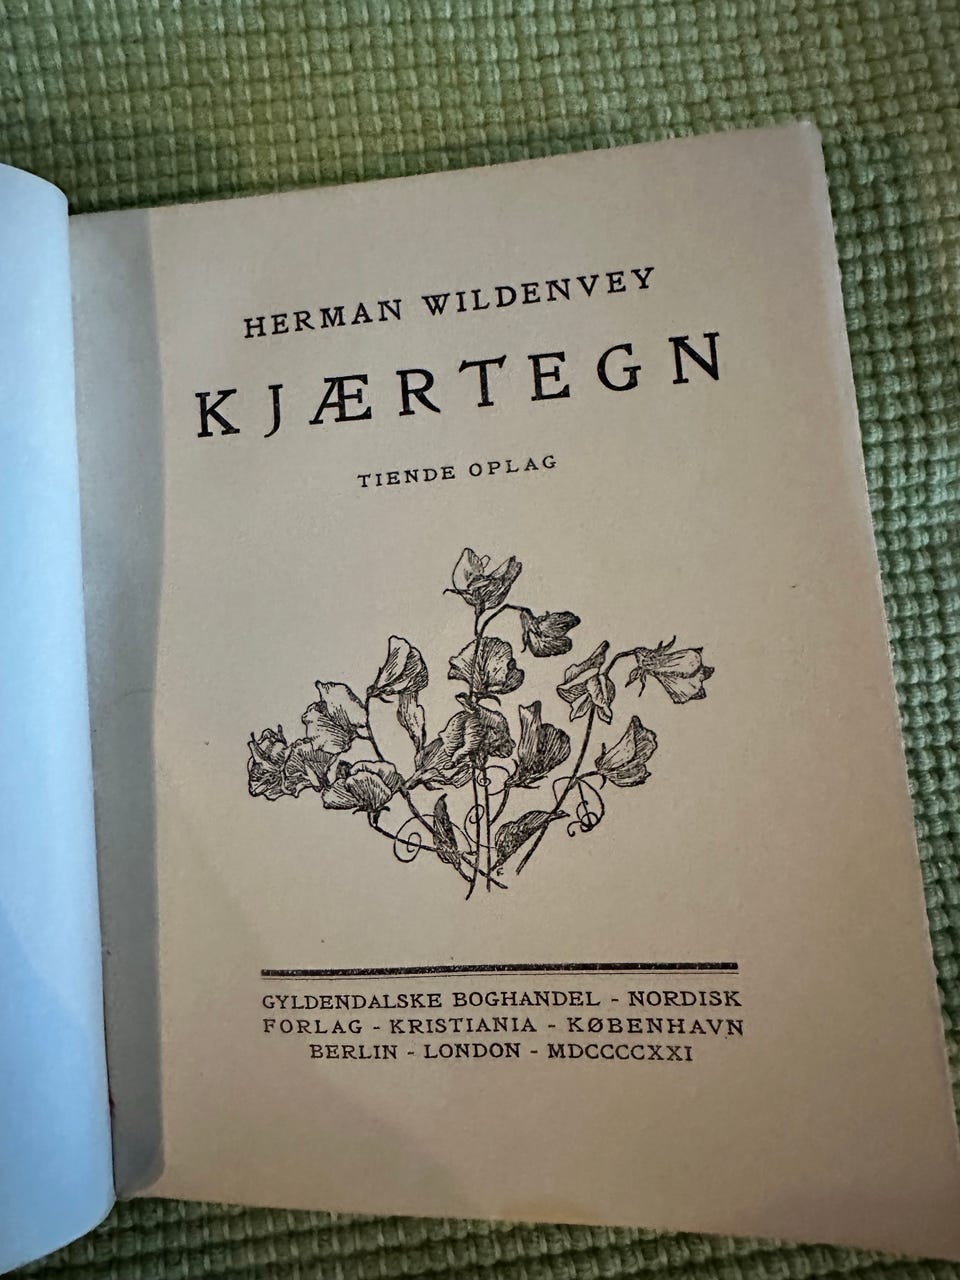 HERMAN WILDENVEY
KJÆRTEGN
TIENDE OPLAG
GYLDENDALSKE BOGHANDEL - NORDISK
FORLAG - KRISTIANIA - KØBENHAVN
BERLIN - LONDON - MDCCCCXXI